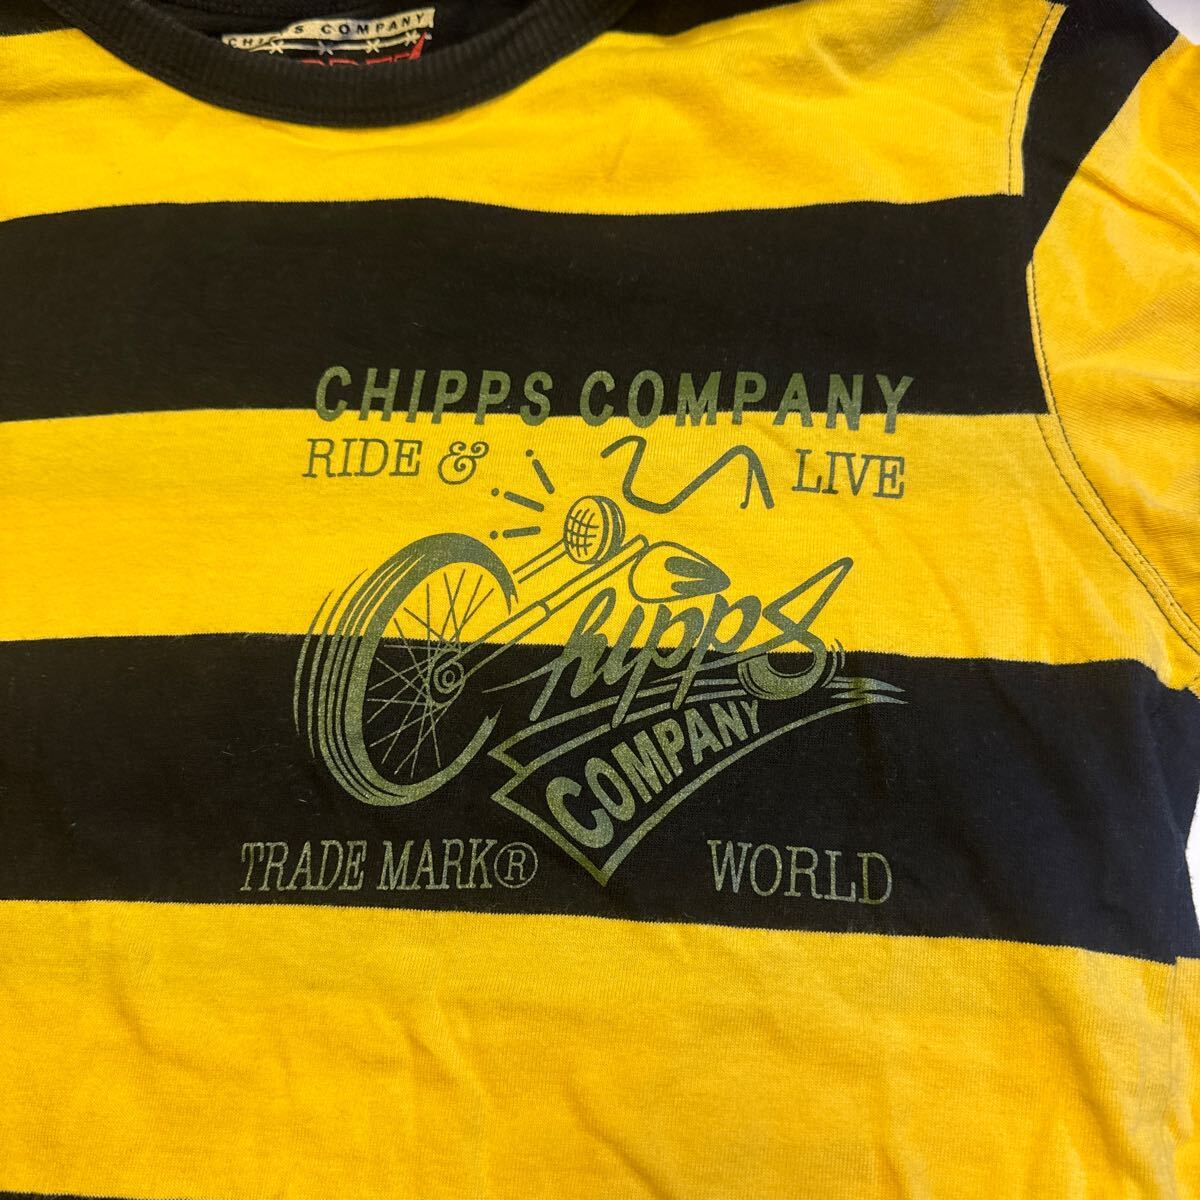 CHIPPS COMPANY
CHIPPS COMPANY
RIDE & LIVE
Chipps
COMPANY
TRADE MARK® WORLD